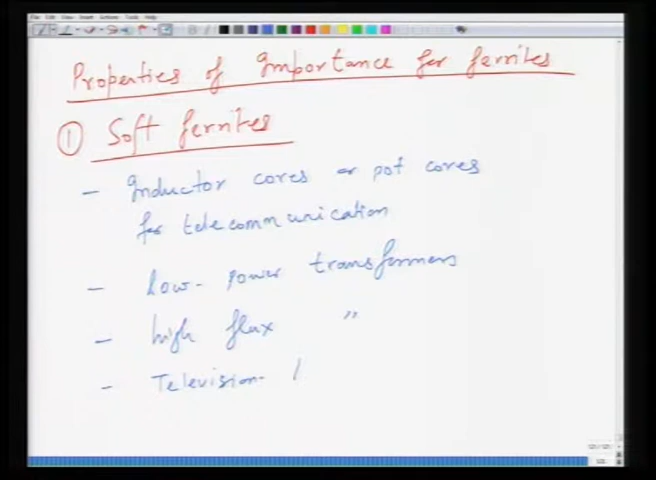 Properties of Importance for ferrites
① Soft ferrites
- Inductor cores or pot cores
for telecommunication
- low-power transformers
- high flux "
- Television